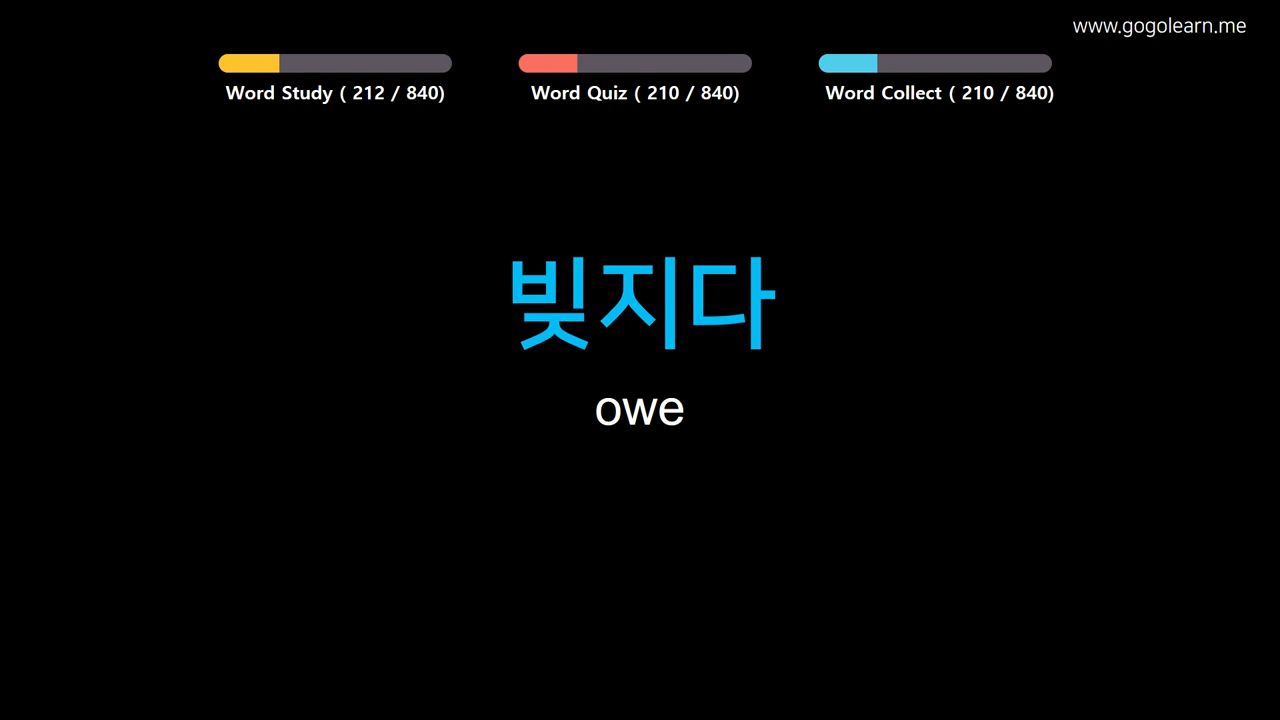 www.gogolearn.me
Word Study ( 212 / 840)
Word Quiz ( 210 / 840)
Word Collect ( 210 / 840)
빚지다
owe